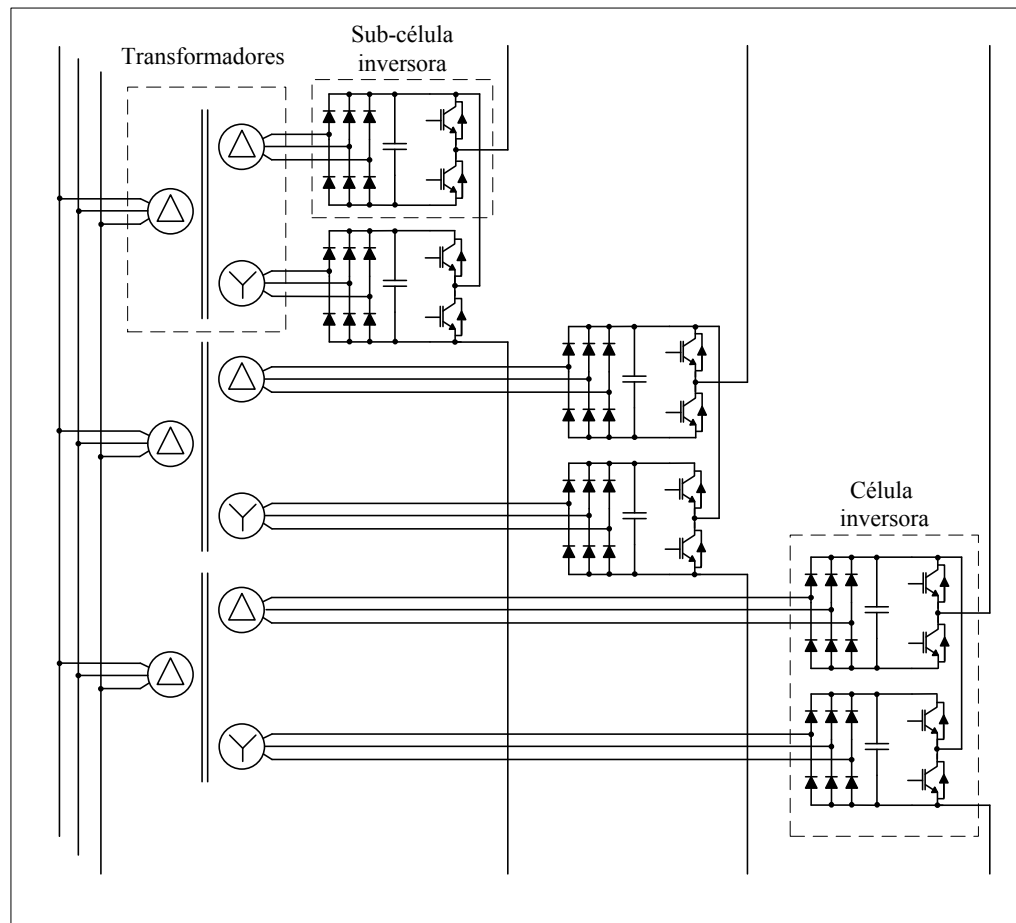 Transformadores
Sub-célula
inversora
Célula
inversora